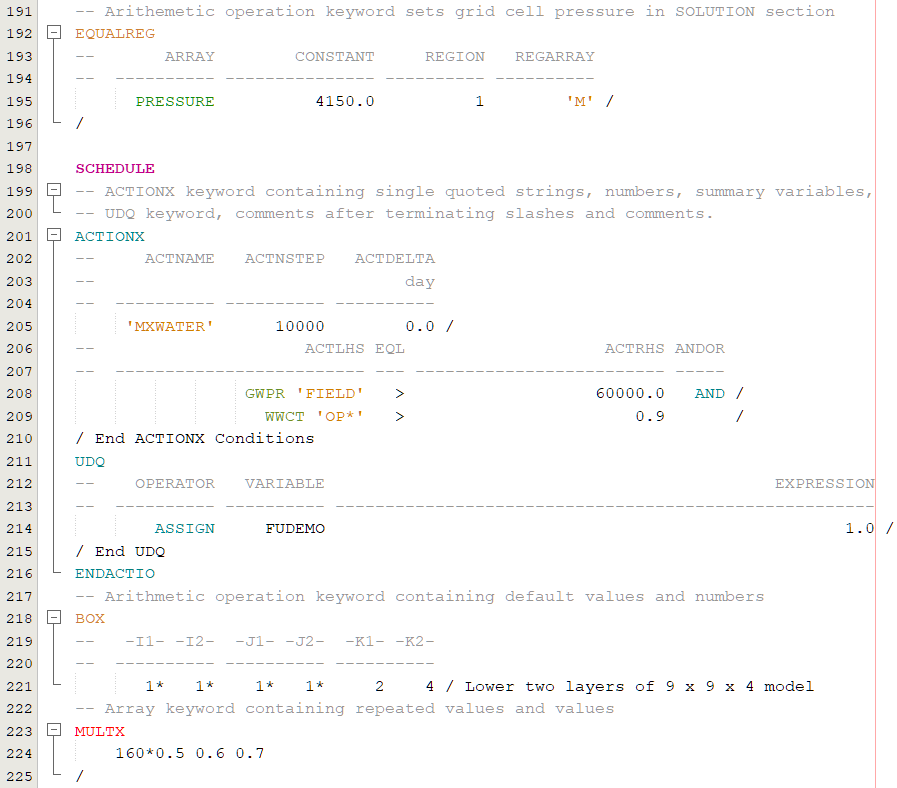 191 -- Arithemetic operation keyword sets grid cell pressure in SOLUTION section
192 EQUALREG
193 --       ARRAY        CONSTANT     REGION   REGARRAY
194 --  ---------- --------------- ---------- ----------
195       PRESSURE          4150.0          1        'M' /
196 /
197
198 SCHEDULE
199 -- ACTIONX keyword containing single quoted strings, numbers, summary variables,
200 -- UDQ keyword, comments after terminating slashes and comments.
201 ACTIONX
202 --     ACTNAME   ACTNSTEP   ACTDELTA
203 --                               day
204 --  ---------- ---------- ----------
205      'MXWATER'      10000        0.0 /
206 --                     ACTLHS EQL                    ACTRHS ANDOR
207 --  ------------------------- --- ------------------------- -----
208                  GWPR 'FIELD'   >                   60000.0   AND /
209                    WWCT 'OP*'   >                       0.9       /
210 / End ACTIONX Conditions
211 UDQ
212 --    OPERATOR   VARIABLE                                             EXPRESSION
213 --  ---------- ---------- ------------------------------------------------------
214         ASSIGN     FUDEMO                                                    1.0 /
215 / End UDQ
216 ENDACTIO
217 -- Arithmetic operation keyword containing default values and numbers
218 BOX
219 --   -I1- -I2-  -J1- -J2-  -K1- -K2-
220 --  ---------- ---------- ----------
221        1*   1*    1*   1*     2    4 / Lower two layers of 9 x 9 x 4 model
222 -- Array keyword containing repeated values and values
223 MULTX
224     160*0.5 0.6 0.7
225 /